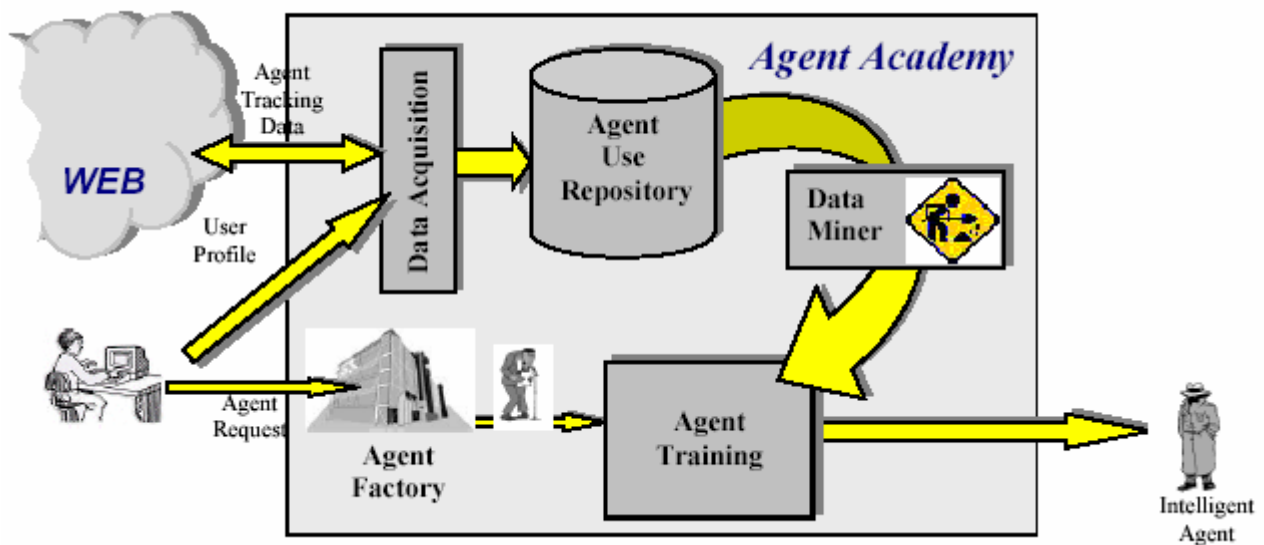 Agent Academy
Agent
Tracking
Data
WEB
User
Profile
Data Acquisition
Agent
Use
Repository
Data
Miner
Agent
Request
Agent
Factory
Agent
Training
Intelligent
Agent